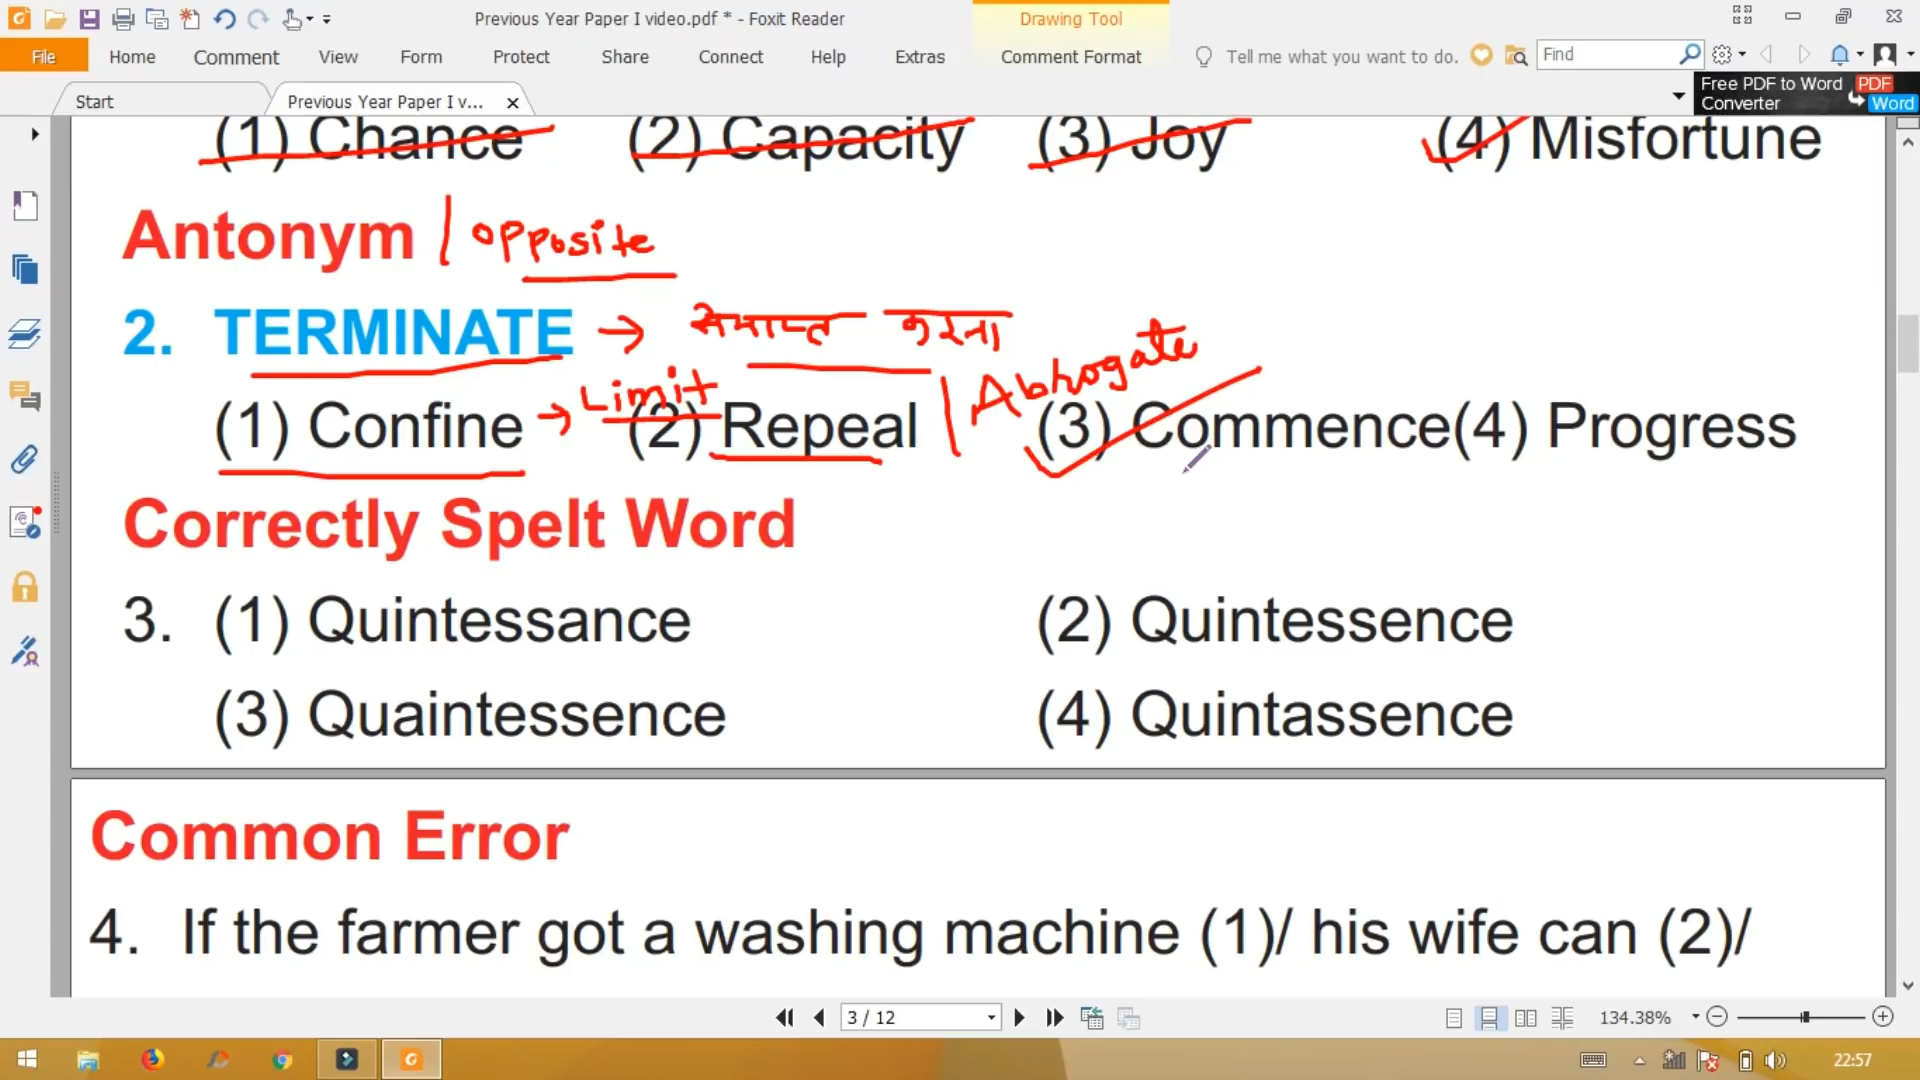 Previous Year Paper I video.pdf * - Foxit Reader
Drawing Tool
File Home Comment View Form Protect Share Connect Help Extras Comment Format Tell me what you want to do. Find
Start
Previous Year Paper I v...
Free PDF to Word
Converter
PDF
Word
(1) Chance (2) Capacity (3) Joy (4) Misfortune
Antonym / opposite
2. TERMINATE → समाप्त करना
Limit / Abrogate
(1) Confine → (2) Repeal (3) Commence(4) Progress
Correctly Spelt Word
3. (1) Quintessance (2) Quintessence
(3) Quaintessence (4) Quintassence
Common Error
4. If the farmer got a washing machine (1)/ his wife can (2)/
3 / 12
134.38%
22:57